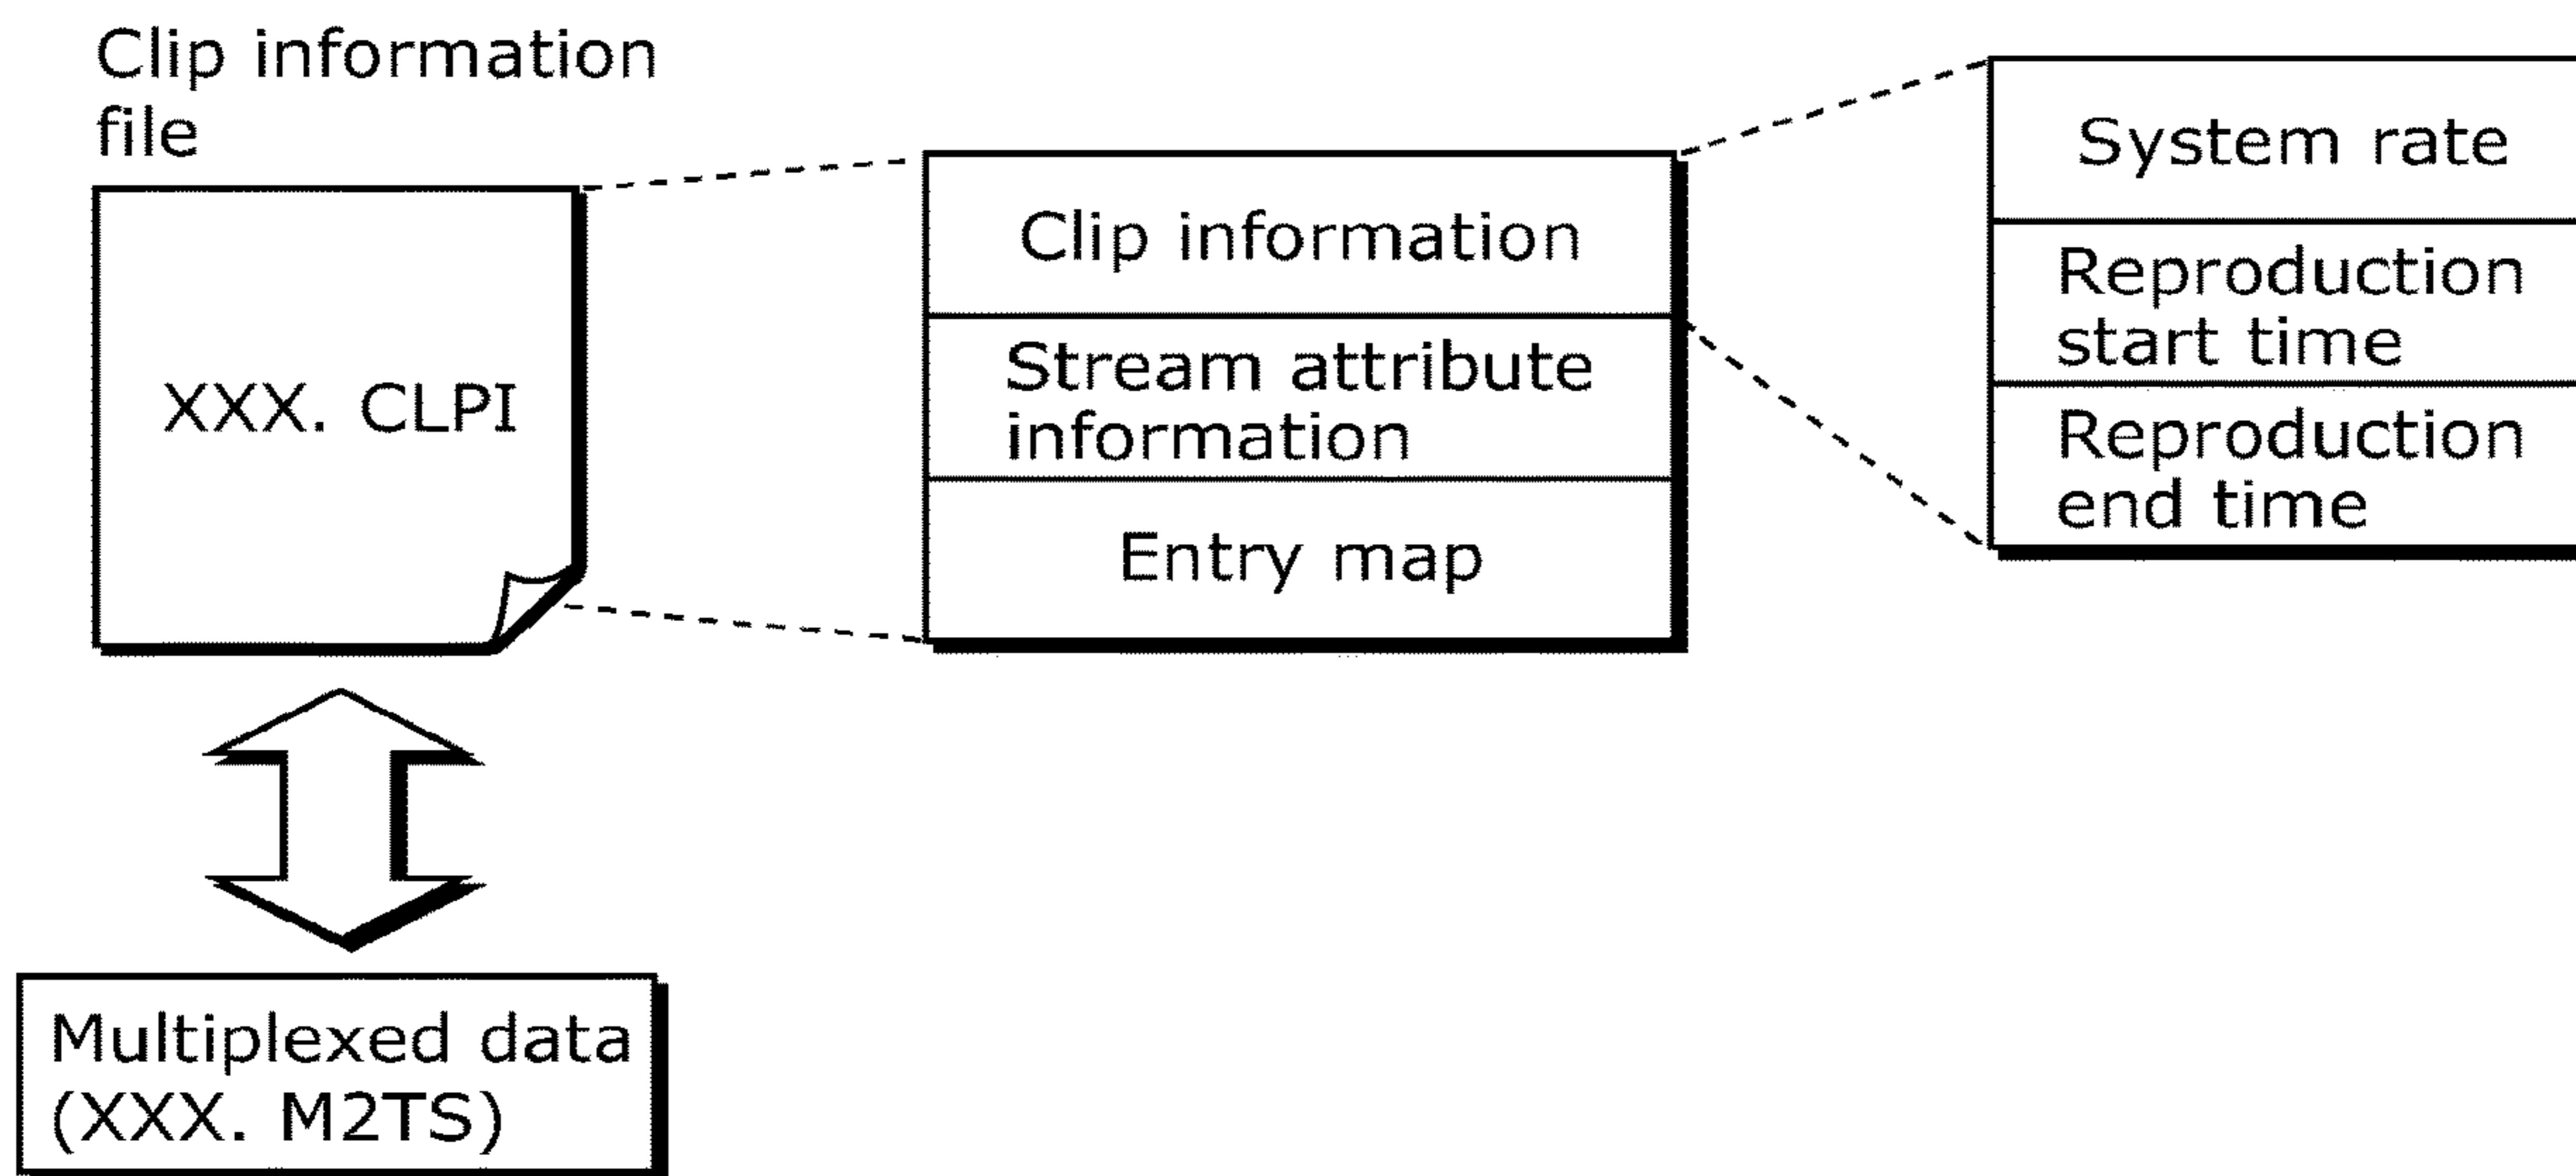 Clip information
file
XXX. CLPI
Clip information
Stream attribute
information
Entry map
System rate
Reproduction
start time
Reproduction
end time
Multiplexed data
(XXX. M2TS)